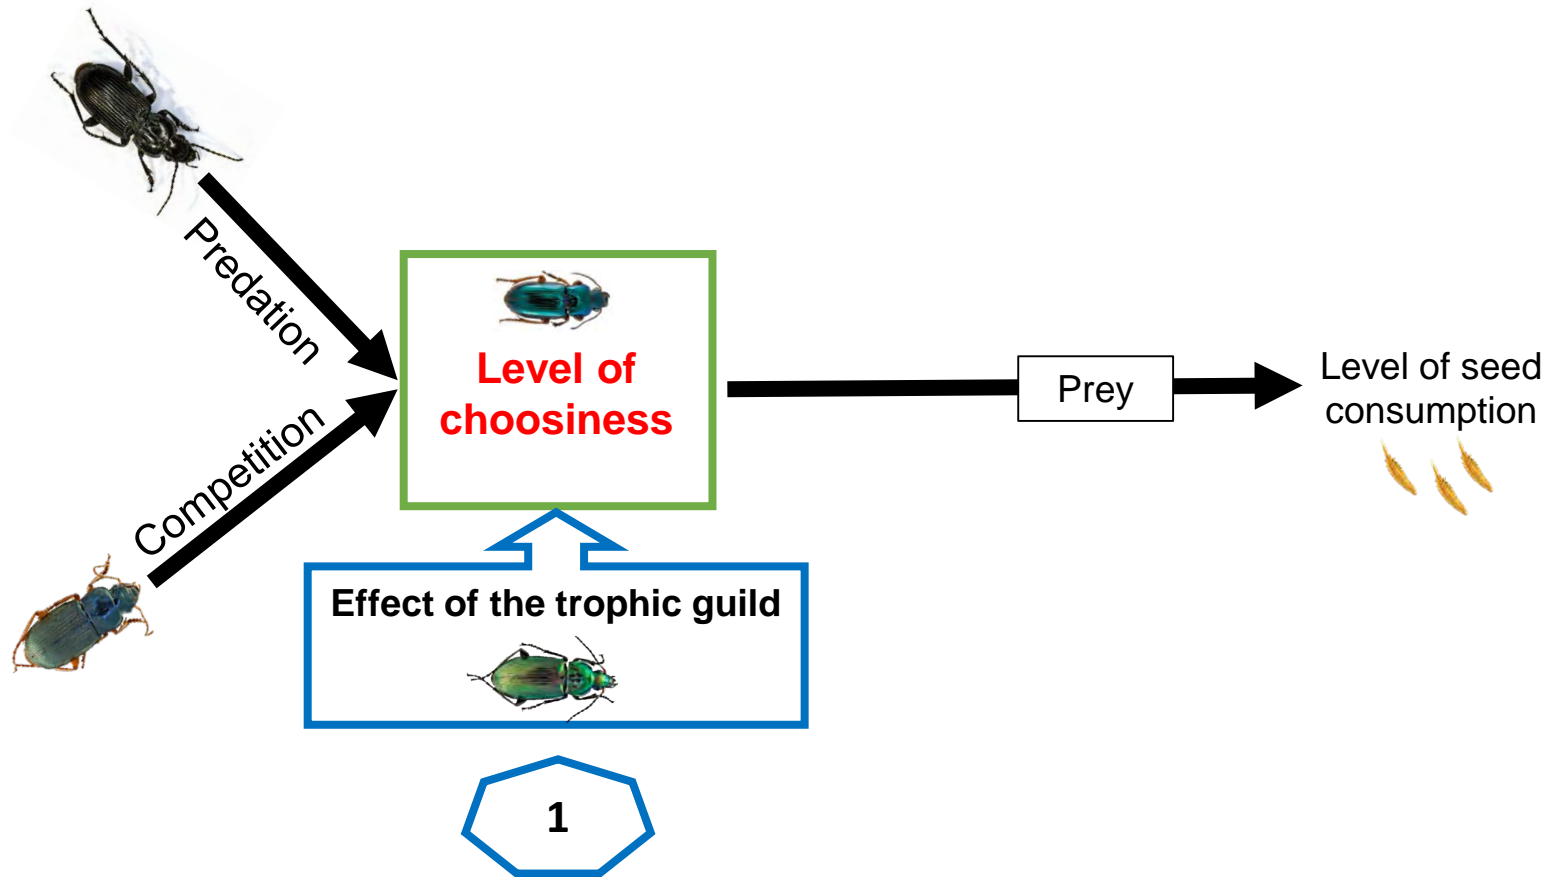 Predation
Competition
Level of
choosiness
Prey
Level of seed
consumption
Effect of the trophic guild
1